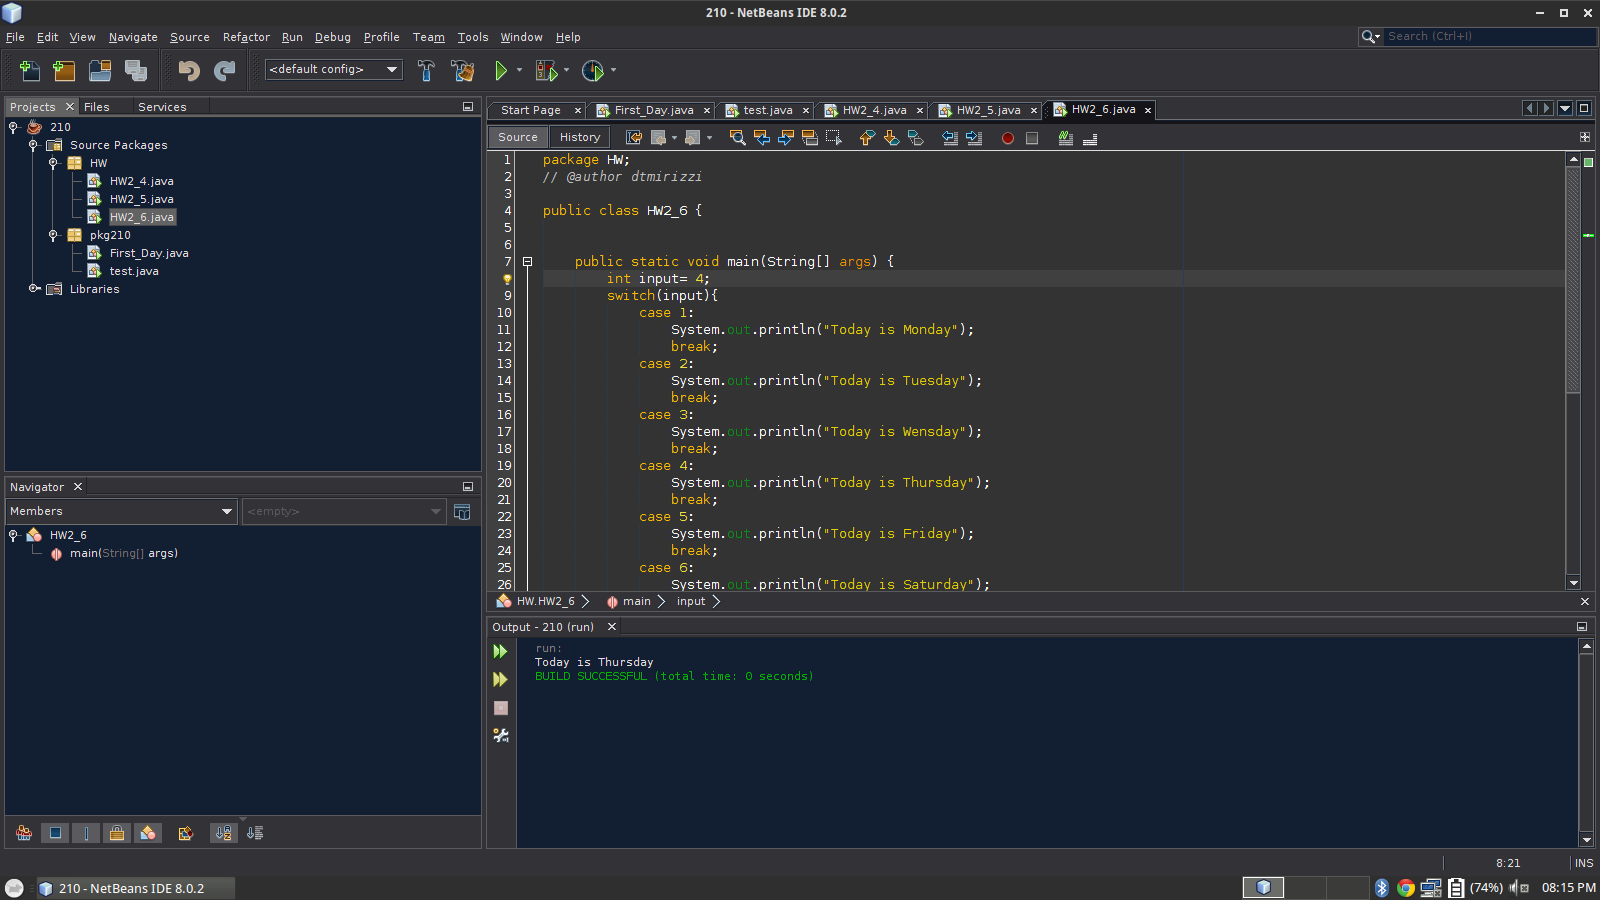 210 - NetBeans IDE 8.0.2
File Edit View Navigate Source Refactor Run Debug Profile Team Tools Window Help
Search (Ctrl+I)
<default config>
Projects Files Services
210
Source Packages
HW
HW2_4.java
HW2_5.java
HW2_6.java
pkg210
First_Day.java
test.java
Libraries
Navigator
Members
<empty>
HW2_6
main(String[] args)
Start Page First_Day.java test.java HW2_4.java HW2_5.java HW2_6.java
Source History
1 package HW;
2 // @author dtmirizzi
3
4 public class HW2_6 {
5
6
7 public static void main(String[] args) {
int input= 4;
9 switch(input){
10 case 1:
11 System.out.println("Today is Monday");
12 break;
13 case 2:
14 System.out.println("Today is Tuesday");
15 break;
16 case 3:
17 System.out.println("Today is Wensday");
18 break;
19 case 4:
20 System.out.println("Today is Thursday");
21 break;
22 case 5:
23 System.out.println("Today is Friday");
24 break;
25 case 6:
26 System.out.println("Today is Saturday");
HW.HW2_6 main input
Output - 210 (run)
run:
Today is Thursday
BUILD SUCCESSFUL (total time: 0 seconds)
8:21 INS
210 - NetBeans IDE 8.0.2
(74%) 08:15 PM